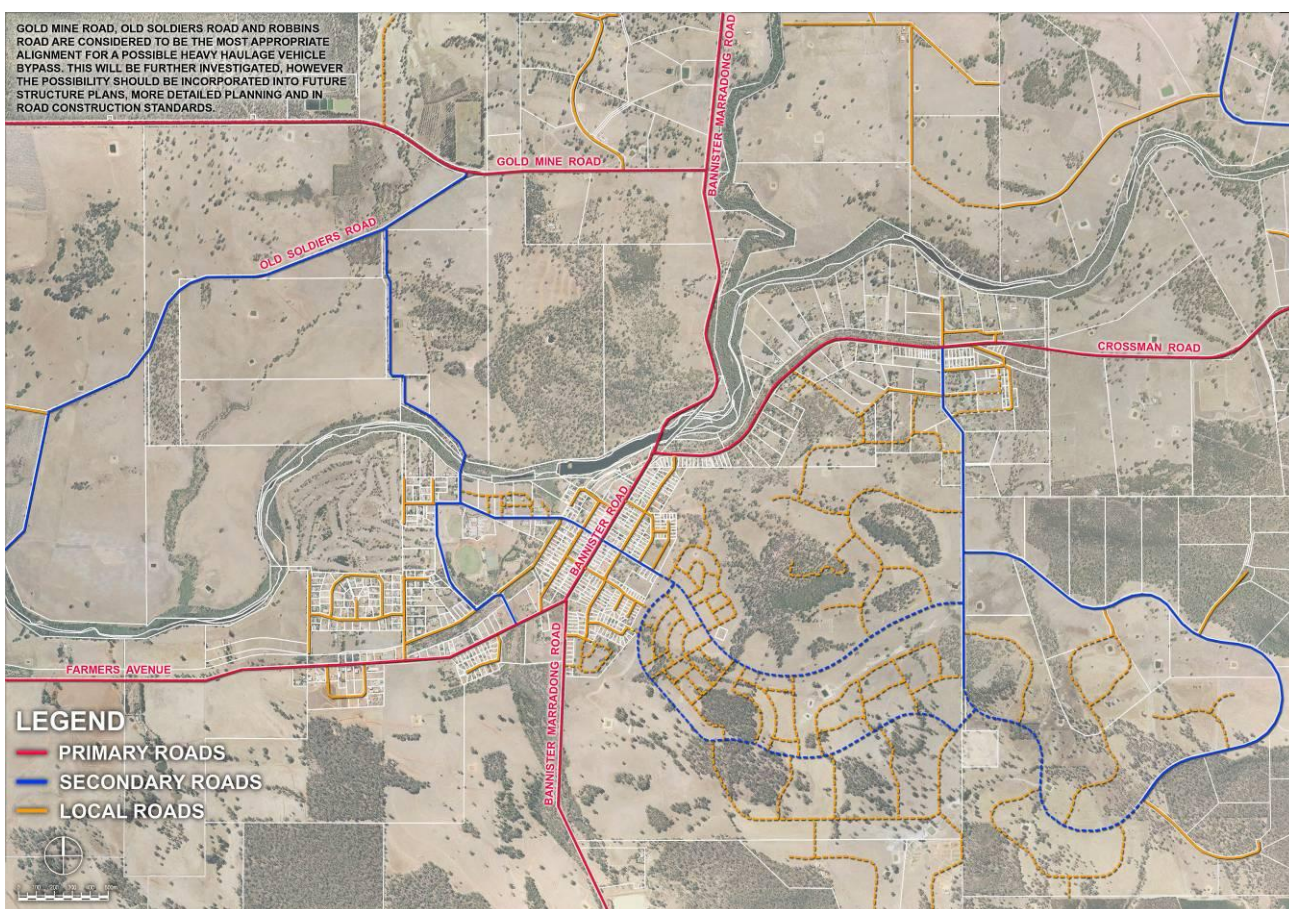 GOLD MINE ROAD, OLD SOLDIERS ROAD AND ROBBINS
ROAD ARE CONSIDERED TO BE THE MOST APPROPRIATE
ALIGNMENT FOR A POSSIBLE HEAVY HAULAGE VEHICLE
BYPASS. THIS WILL BE FURTHER INVESTIGATED, HOWEVER
THE POSSIBILITY SHOULD BE INCORPORATED INTO FUTURE
STRUCTURE PLANS, MORE DETAILED PLANNING AND IN
ROAD CONSTRUCTION STANDARDS.
BANNISTER-MARRADONG ROAD
GOLD MINE ROAD
OLD SOLDIERS ROAD
CROSSMAN ROAD
BANNISTER ROAD
FARMERS AVENUE
BANNISTER MARRADONG ROAD
LEGEND
PRIMARY ROADS
SECONDARY ROADS
LOCAL ROADS